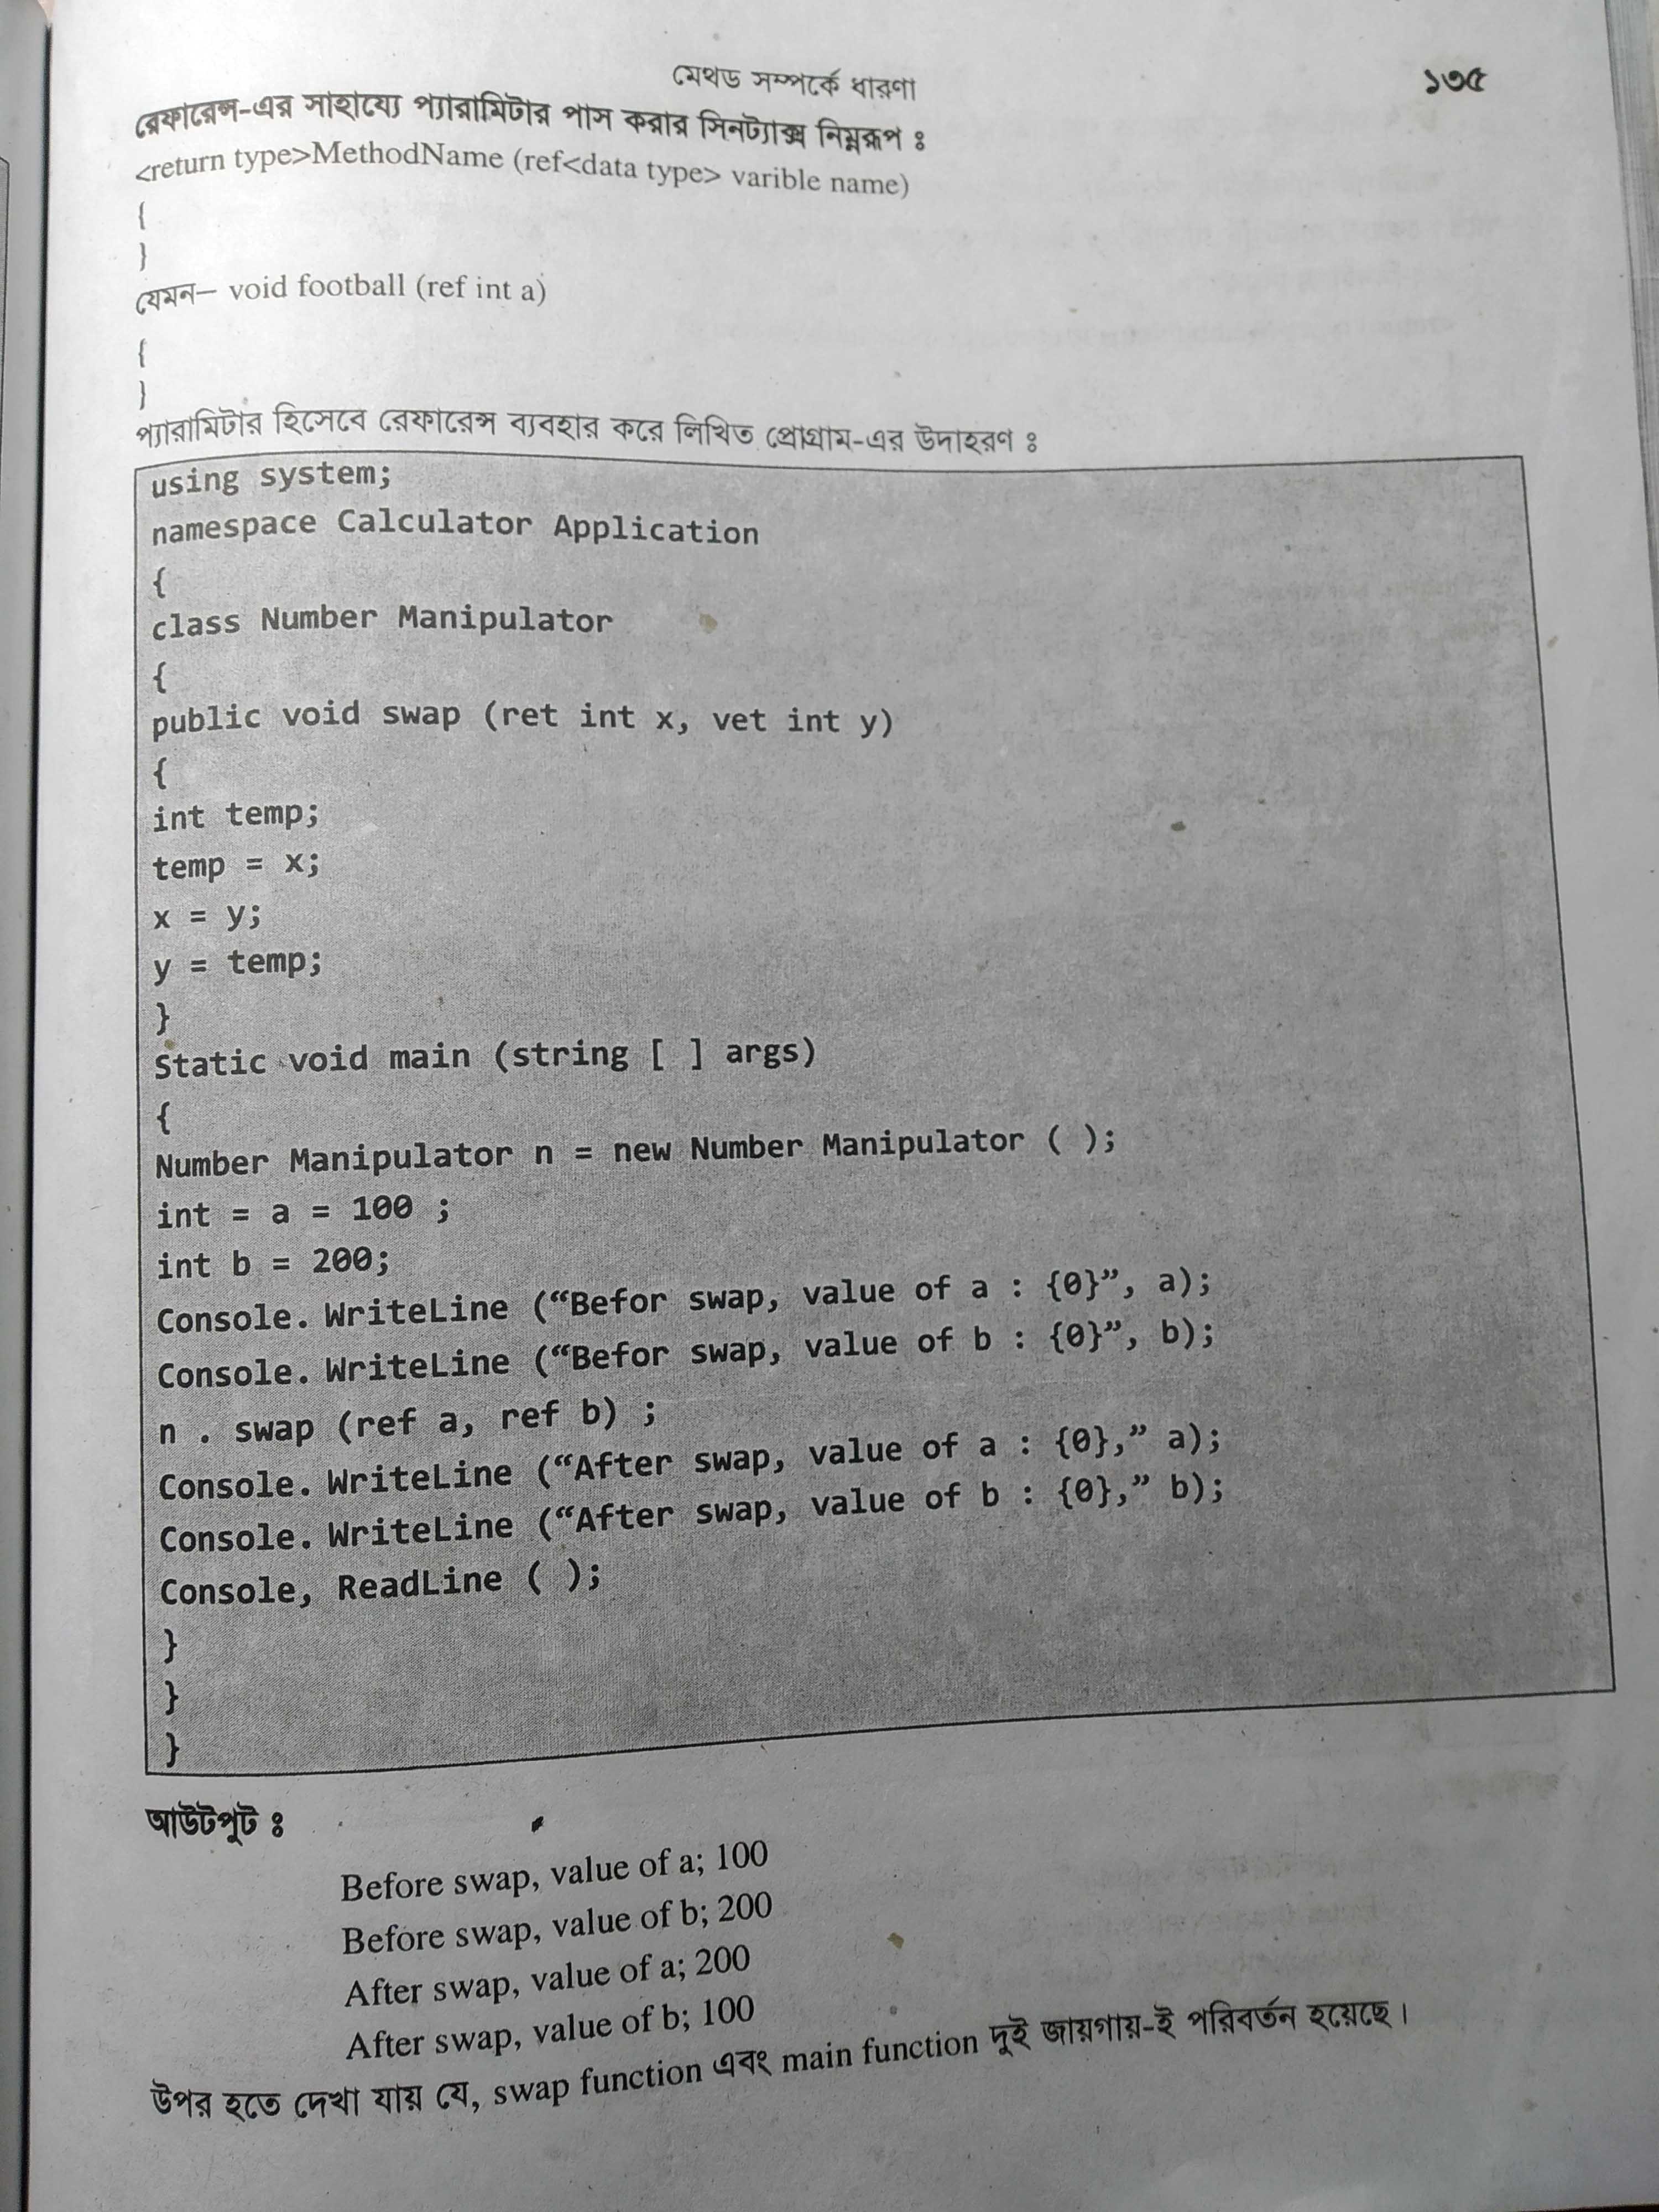 মেথড সম্পর্কে ধারণা
১৩৫
রেফারেন্স-এর সাহায্যে প্যারামিটার পাস করার সিনট্যাক্স নিম্নরূপ ঃ
<return type>MethodName (ref<data type> varible name)
{
}
যেমন– void football (ref int a)
{
}
প্যারামিটার হিসেবে রেফারেন্স ব্যবহার করে লিখিত প্রোগ্রাম-এর উদাহরণ ঃ
using system;
namespace Calculator Application
{
class Number Manipulator
{
public void swap (ret int x, vet int y)
{
int temp;
temp = x;
x = y;
y = temp;
}
Static void main (string [ ] args)
{
Number Manipulator n = new Number Manipulator ( );
int = a = 100 ;
int b = 200;
Console. WriteLine (“Befor swap, value of a : {0}”, a);
Console. WriteLine (“Befor swap, value of b : {0}”, b);
n . swap (ref a, ref b) ;
Console. WriteLine (“After swap, value of a : {0},” a);
Console. WriteLine (“After swap, value of b : {0},” b);
Console, ReadLine ( );
}
}
}
আউটপুট ঃ
Before swap, value of a; 100
Before swap, value of b; 200
After swap, value of a; 200
After swap, value of b; 100
উপর হতে দেখা যায় যে, swap function এবং main function দুই জায়গায়-ই পরিবর্তন হয়েছে।